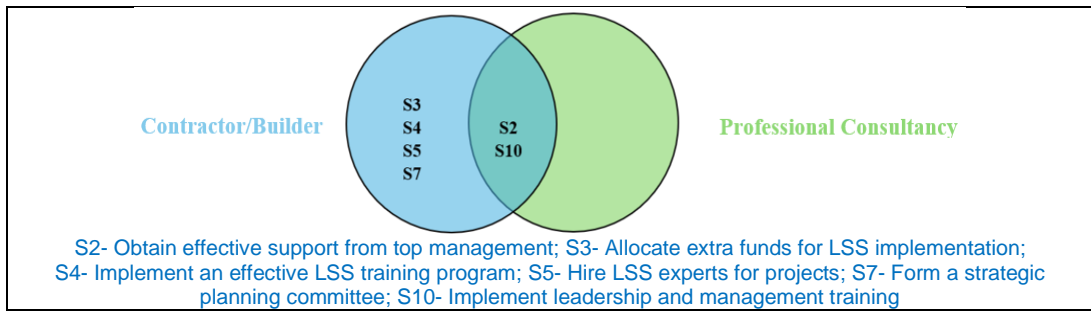 Contractor/Builder
S3
S4
S5
S7
S2
S10
Professional Consultancy
S2- Obtain effective support from top management; S3- Allocate extra funds for LSS implementation;
S4- Implement an effective LSS training program; S5- Hire LSS experts for projects; S7- Form a strategic
planning committee; S10- Implement leadership and management training